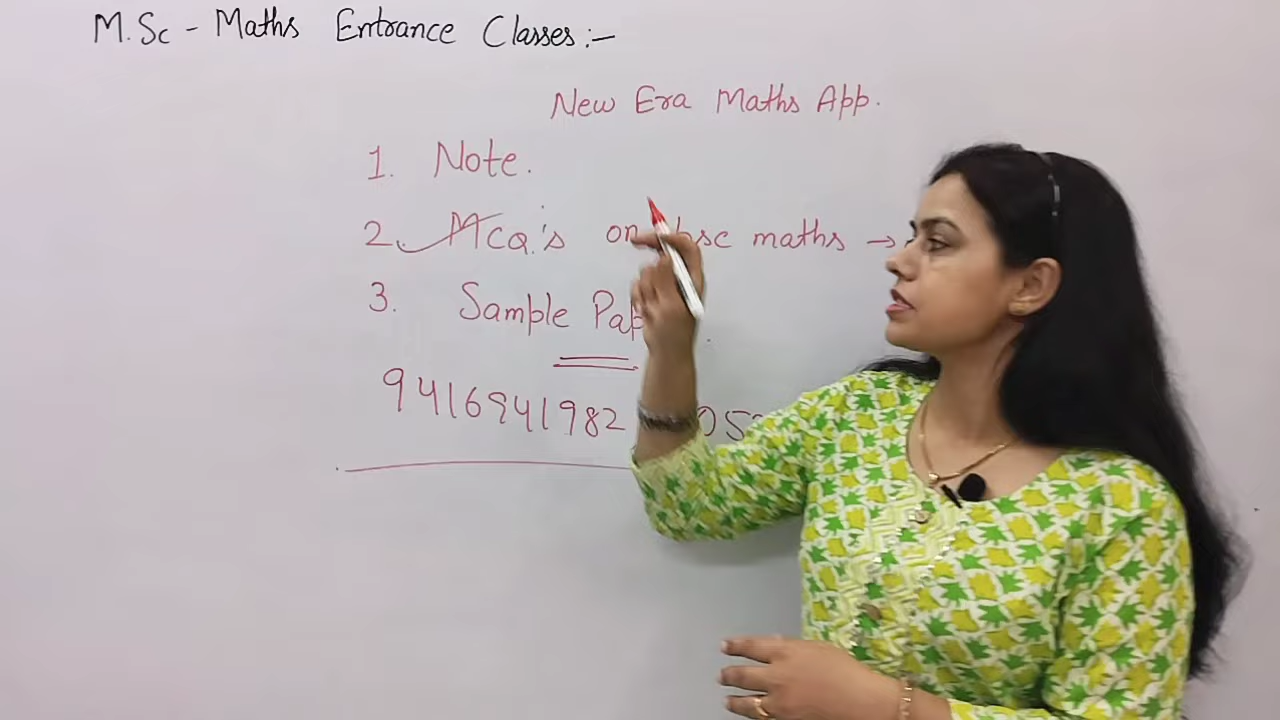 M.Sc - Maths Entrance Classes :-
New Era Maths App.
1. Note.
2. Mcq's on bsc maths →
3. Sample Pap
9416941982 052